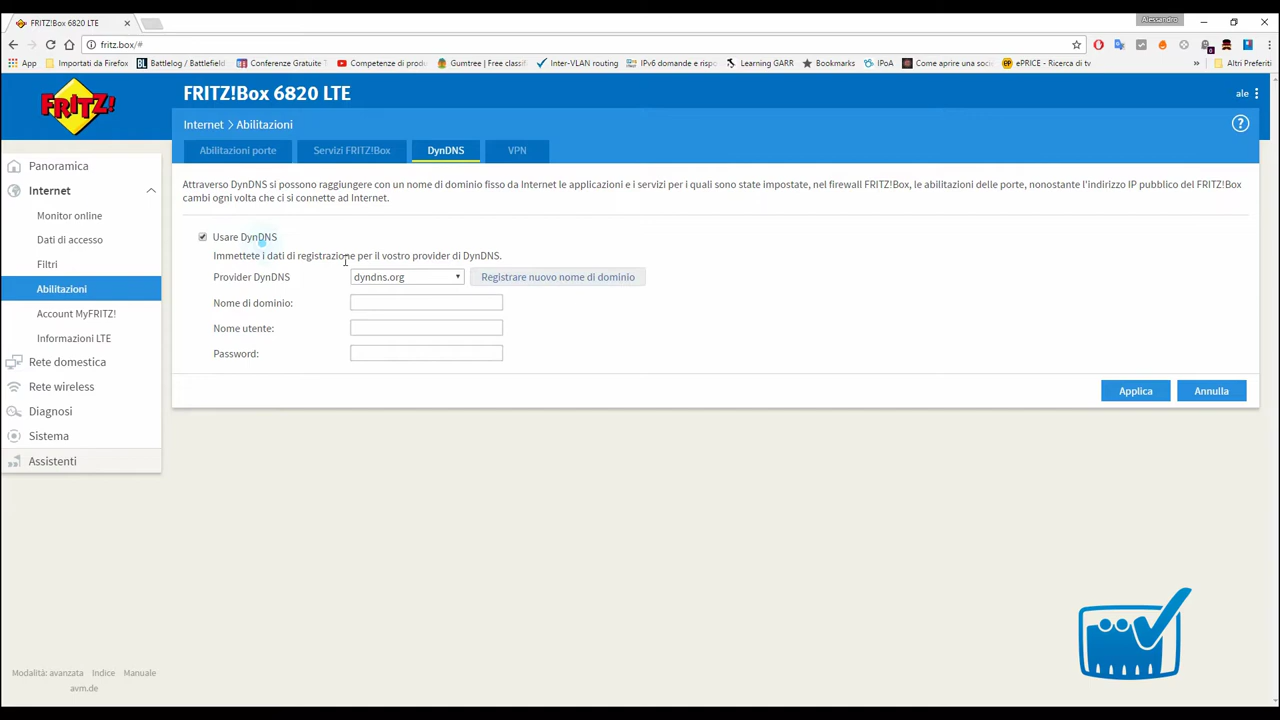 FRITZ!Box 6820 LTE
Alessandro
fritz.box/#
App
Importati da Firefox
Battlelog / Battlefield
Conferenze Gratuite T
Competenze di produ
Gumtree | Free Classif
Inter-VLAN routing
IPv6 domande e rispo
Learning GARR
Bookmarks
IPoA
Come aprire una socie
ePRICE - Ricerca di tv
»
Altri Preferiti
FRITZ!
FRITZ!Box 6820 LTE
ale
Internet > Abilitazioni
?
Abilitazioni porte
Servizi FRITZ!Box
DynDNS
VPN
Panoramica
Internet
Monitor online
Dati di accesso
Filtri
Abilitazioni
Account MyFRITZ!
Informazioni LTE
Rete domestica
Rete wireless
Diagnosi
Sistema
Assistenti
Attraverso DynDNS si possono raggiungere con un nome di dominio fisso da Internet le applicazioni e i servizi per i quali sono state impostate, nel firewall FRITZ!Box, le abilitazioni delle porte, nonostante l'indirizzo IP pubblico del FRITZ!Box
cambi ogni volta che ci si connette ad Internet.
Usare DynDNS
Immettete i dati di registrazione per il vostro provider di DynDNS.
Provider DynDNS
dyndns.org
Registrare nuovo nome di dominio
Nome di dominio:
Nome utente:
Password:
Applica
Annulla
Modalità: avanzata
Indice
Manuale
avm.de